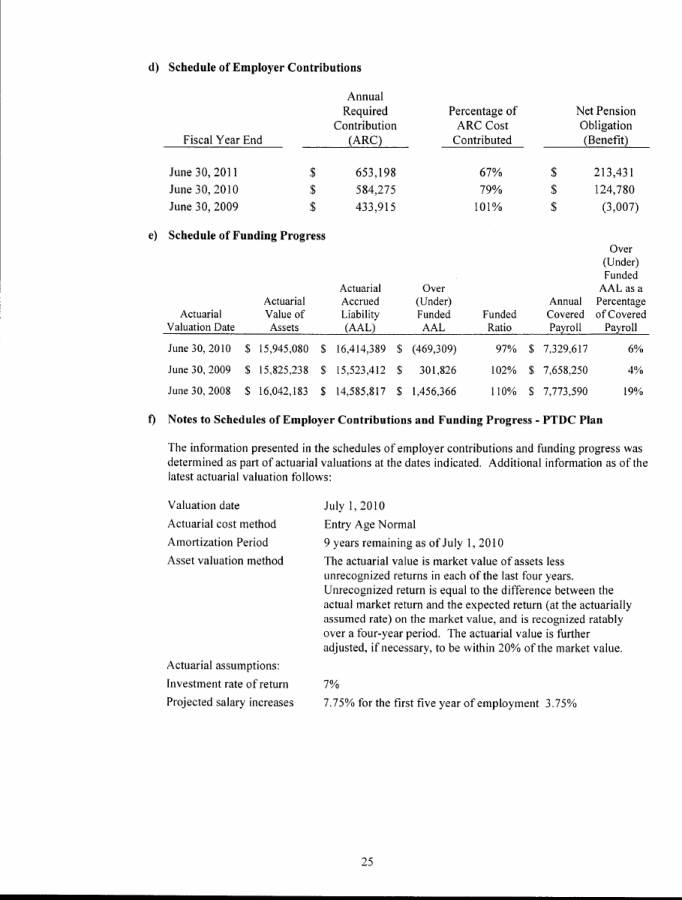 d) Schedule of Employer Contributions
Annual
Required Percentage of Net Pension
Contribution ARC Cost Obligation
Fiscal Year End (ARC) Contributed (Benefit)
June 30, 2011 $ 653,198 67% $ 213,431
June 30, 2010 $ 584,275 79% $ 124,780
June 30, 2009 $ 433,915 101% $ (3,007)
e) Schedule of Funding Progress
Over
(Under)
Funded
Actuarial Over AAL as a
Actuarial Accrued (Under) Annual Percentage
Actuarial Value of Liability Funded Funded Covered of Covered
Valuation Date Assets (AAL) AAL Ratio Payroll Payroll
June 30, 2010 $ 15,945,080 $ 16,414,389 $ (469,309) 97% $ 7,329,617 6%
June 30, 2009 $ 15,825,238 $ 15,523,412 $ 301,826 102% $ 7,658,250 4%
June 30, 2008 $ 16,042,183 $ 14,585,817 $ 1,456,366 110% $ 7,773,590 19%
f) Notes to Schedules of Employer Contributions and Funding Progress - PTDC Plan
The information presented in the schedules of employer contributions and funding progress was
determined as part of actuarial valuations at the dates indicated. Additional information as of the
latest actuarial valuation follows:
Valuation date July 1, 2010
Actuarial cost method Entry Age Normal
Amortization Period 9 years remaining as of July 1, 2010
Asset valuation method The actuarial value is market value of assets less
unrecognized returns in each of the last four years.
Unrecognized return is equal to the difference between the
actual market return and the expected return (at the actuarially
assumed rate) on the market value, and is recognized ratably
over a four-year period. The actuarial value is further
adjusted, if necessary, to be within 20% of the market value.
Actuarial assumptions:
Investment rate of return 7%
Projected salary increases 7.75% for the first five year of employment 3.75%
25